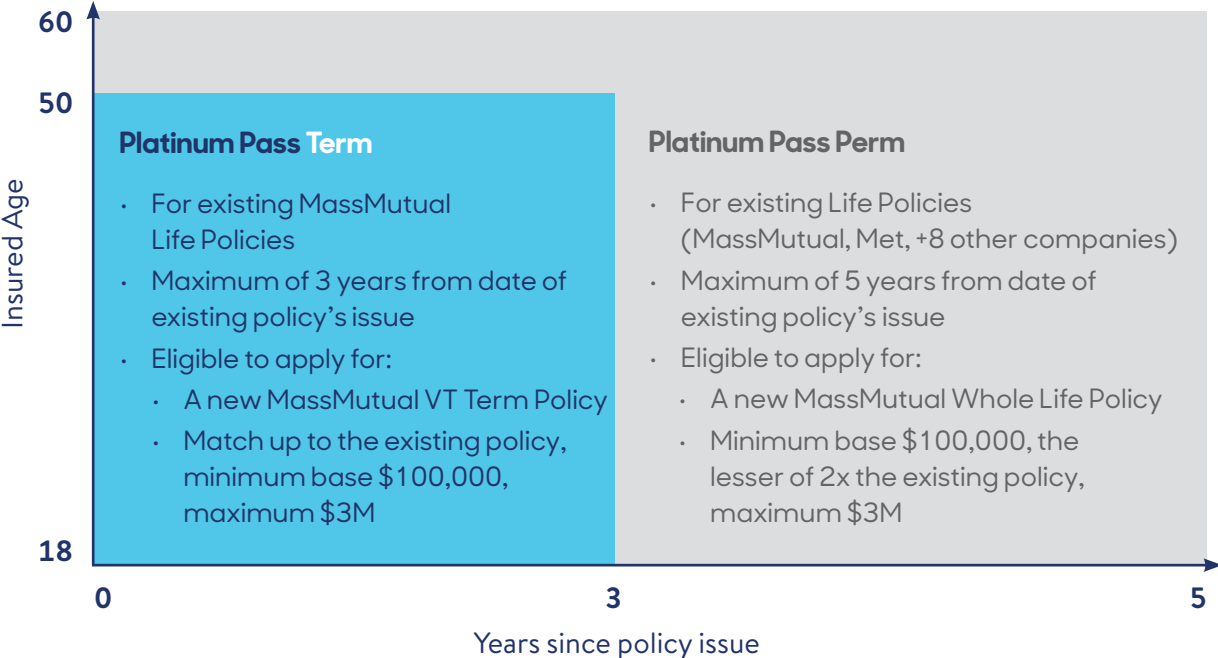 60
50
Insured Age
18
Platinum Pass Term
· For existing MassMutual
Life Policies
· Maximum of 3 years from date of
existing policy's issue
· Eligible to apply for:
· A new MassMutual VT Term Policy
· Match up to the existing policy,
minimum base $100,000,
maximum $3M
Platinum Pass Perm
· For existing Life Policies
(MassMutual, Met, +8 other companies)
· Maximum of 5 years from date of
existing policy's issue
· Eligible to apply for:
· A new MassMutual Whole Life Policy
· Minimum base $100,000, the
lesser of 2x the existing policy,
maximum $3M
0
3
5
Years since policy issue